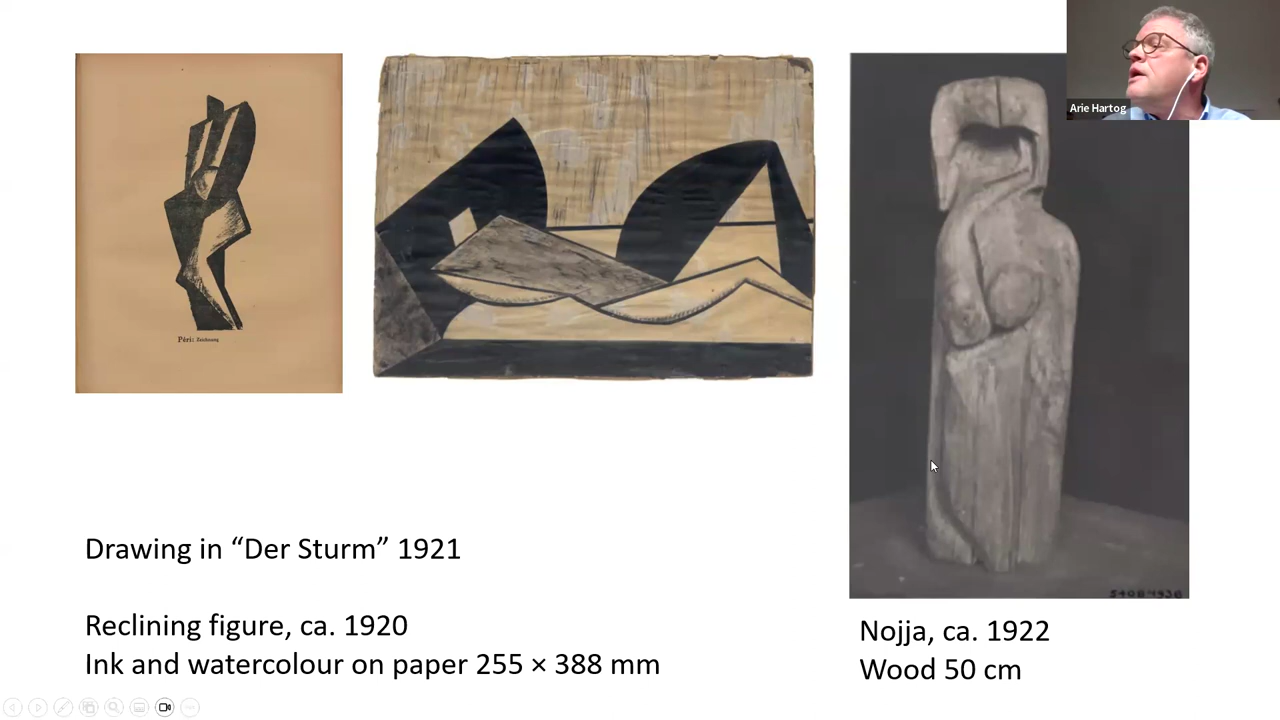 Arie Hartog
Péri: Zeichnung
Drawing in “Der Sturm” 1921
Reclining figure, ca. 1920
Ink and watercolour on paper 255 × 388 mm
Nojja, ca. 1922
Wood 50 cm